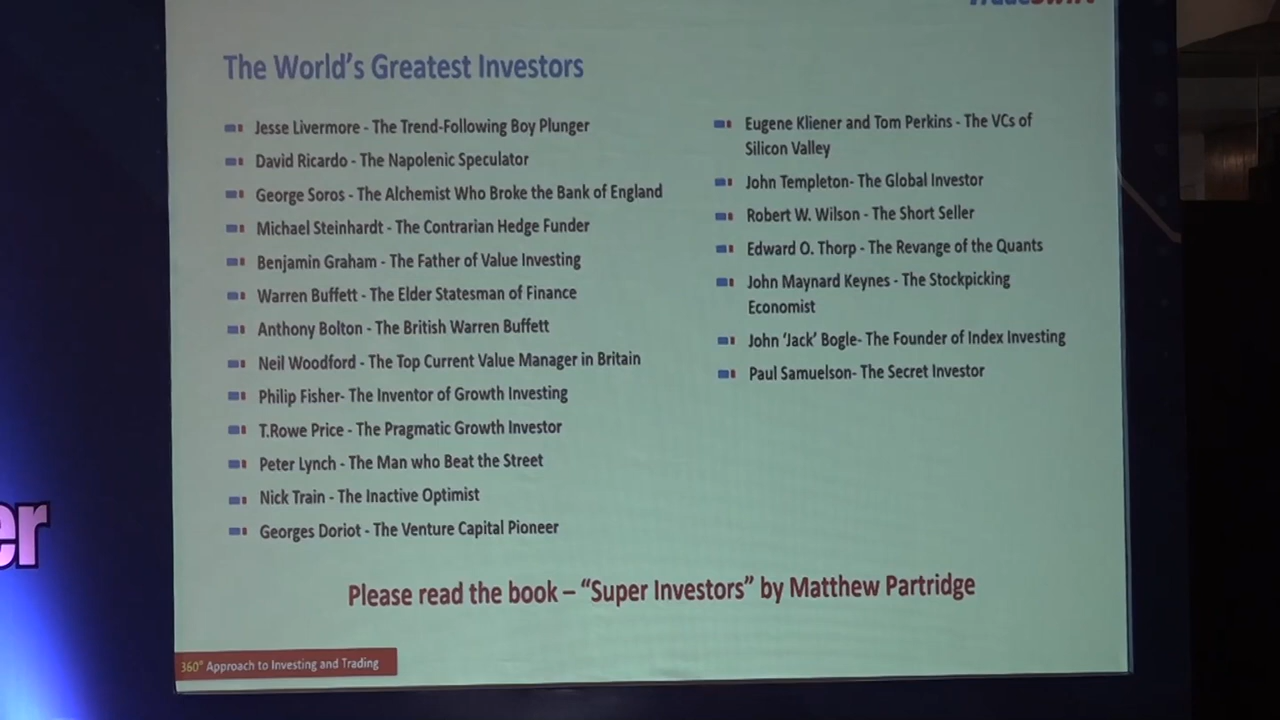 The World's Greatest Investors
Jesse Livermore - The Trend-Following Boy Plunger
David Ricardo - The Napolenic Speculator
George Soros - The Alchemist Who Broke the Bank of England
Michael Steinhardt - The Contrarian Hedge Funder
Benjamin Graham - The Father of Value Investing
Warren Buffett - The Elder Statesman of Finance
Anthony Bolton - The British Warren Buffett
Neil Woodford - The Top Current Value Manager in Britain
Philip Fisher- The Inventor of Growth Investing
T.Rowe Price - The Pragmatic Growth Investor
Peter Lynch - The Man who Beat the Street
Nick Train - The Inactive Optimist
Georges Doriot - The Venture Capital Pioneer
Eugene Kliener and Tom Perkins - The VCs of
Silicon Valley
John Templeton- The Global Investor
Robert W. Wilson - The Short Seller
Edward O. Thorp - The Revange of the Quants
John Maynard Keynes - The Stockpicking
Economist
John 'Jack' Bogle- The Founder of Index Investing
Paul Samuelson- The Secret Investor
Please read the book – “Super Investors” by Matthew Partridge
360° Approach to Investing and Trading
er